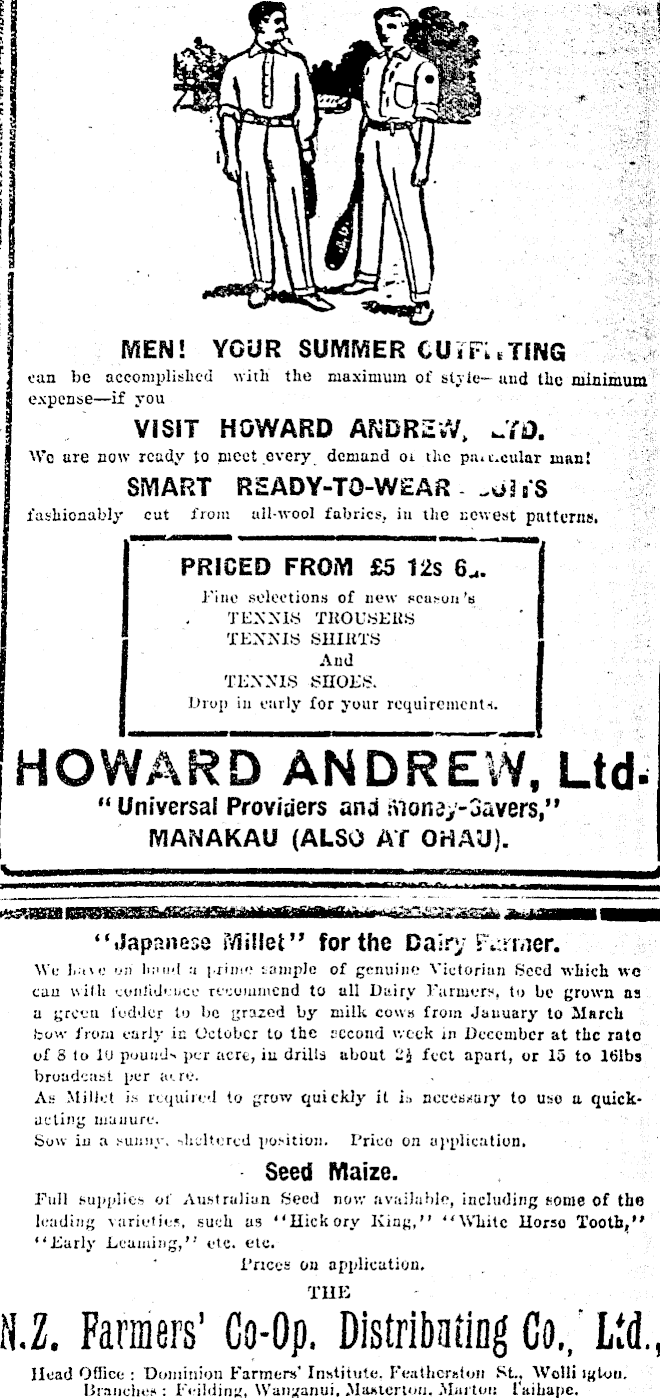 MEN! YOUR SUMMER OUTFITTING
can be accomplished with the maximum of style—and the minimum
expense—if you
VISIT HOWARD ANDREW, LTD.
We are now ready to meet every demand of the particular man!
SMART READY-TO-WEAR SUITS
fashionably cut from all-wool fabrics, in the newest patterns.
PRICED FROM £5 12s 6d.
Fine selections of new season's
TENNIS TROUSERS
TENNIS SHIRTS
And
TENNIS SHOES.
Drop in early for your requirements.
HOWARD ANDREW, Ltd.
"Universal Providers and Money-Savers,"
MANAKAU (ALSO AT OHAU).
"Japanese Millet" for the Dairy Farmer.
We have on hand a prime sample of genuine Victorian Seed which we
can with confidence recommend to all Dairy Farmers, to be grown as
a green fodder to be grazed by milk cows from January to March
Sow from early in October to the second week in December at the rate
of 8 to 10 pounds per acre, in drills about 2½ feet apart, or 15 to 16lbs
broadcast per acre.
As Millet is required to grow quickly it is necessary to use a quick-
acting manure.
Sow in a sunny, sheltered position. Price on application.
Seed Maize.
Full supplies of Australian Seed now available, including some of the
leading varieties, such as "Hickory King," "White Horse Tooth,"
"Early Leaming," etc. etc.
Prices on application.
THE
N.Z. Farmers' Co-Op. Distributing Co., Ltd.,
Head Office: Dominion Farmers' Institute, Featherston St., Wellington.
Branches: Feilding, Wanganui, Masterton, Marton Taihape.